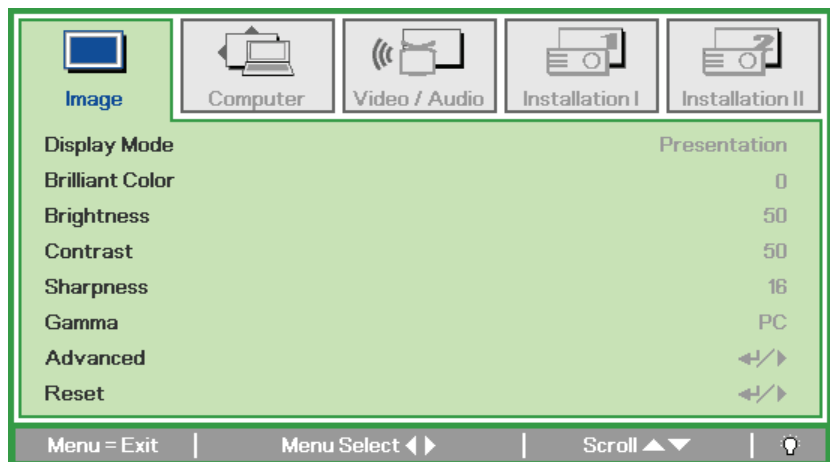 Image Computer Video / Audio Installation I Installation II
Display Mode Presentation
Brilliant Color 0
Brightness 50
Contrast 50
Sharpness 16
Gamma PC
Advanced ↵/▶
Reset ↵/▶
Menu = Exit | Menu Select ◀▶ | Scroll ▲▼ |